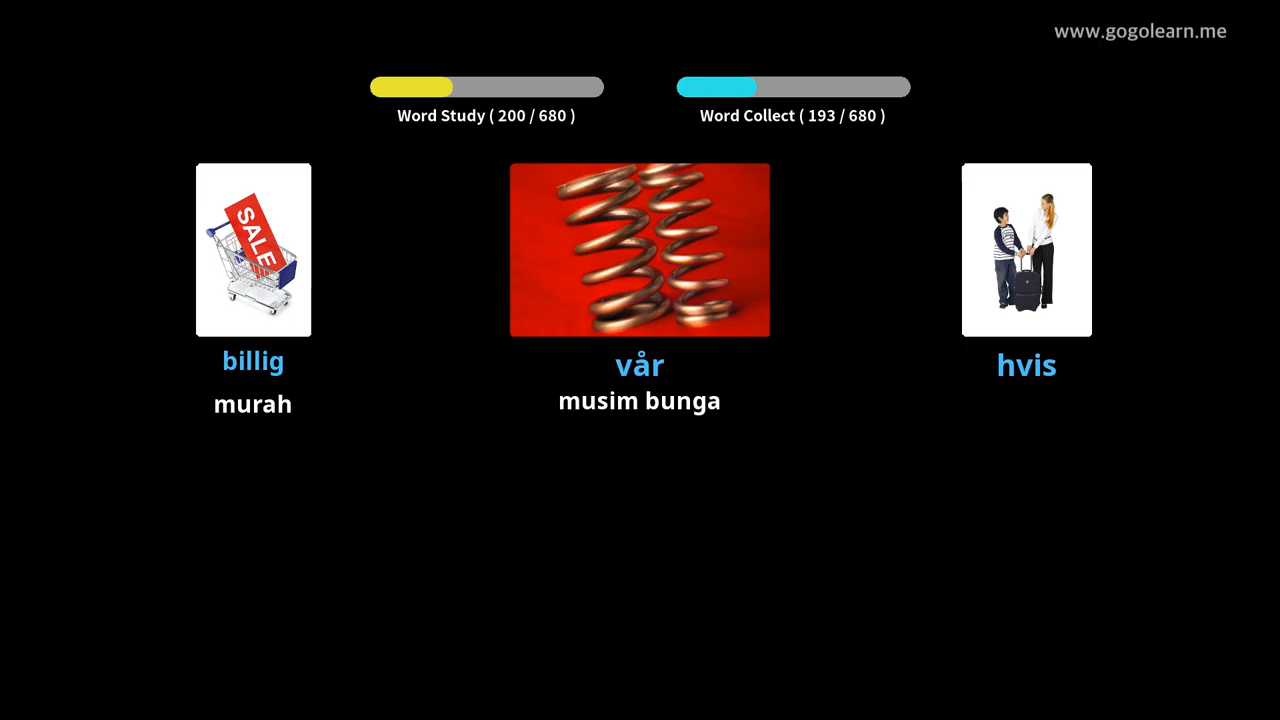 www.gogolearn.me
Word Study ( 200 / 680 )
Word Collect ( 193 / 680 )
SALE
billig
murah
vår
musim bunga
hvis